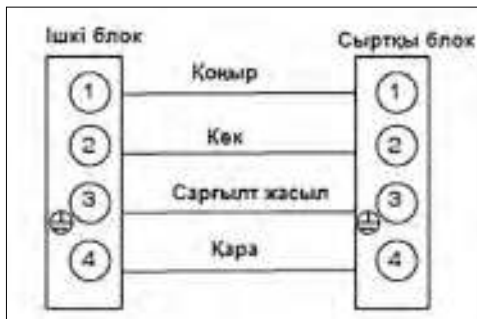 Ішкі блок
Сыртқы блок
1 Қоңыр 1
2 Көк 2
3 Сарғылт жасыл 3
4 Қара 4